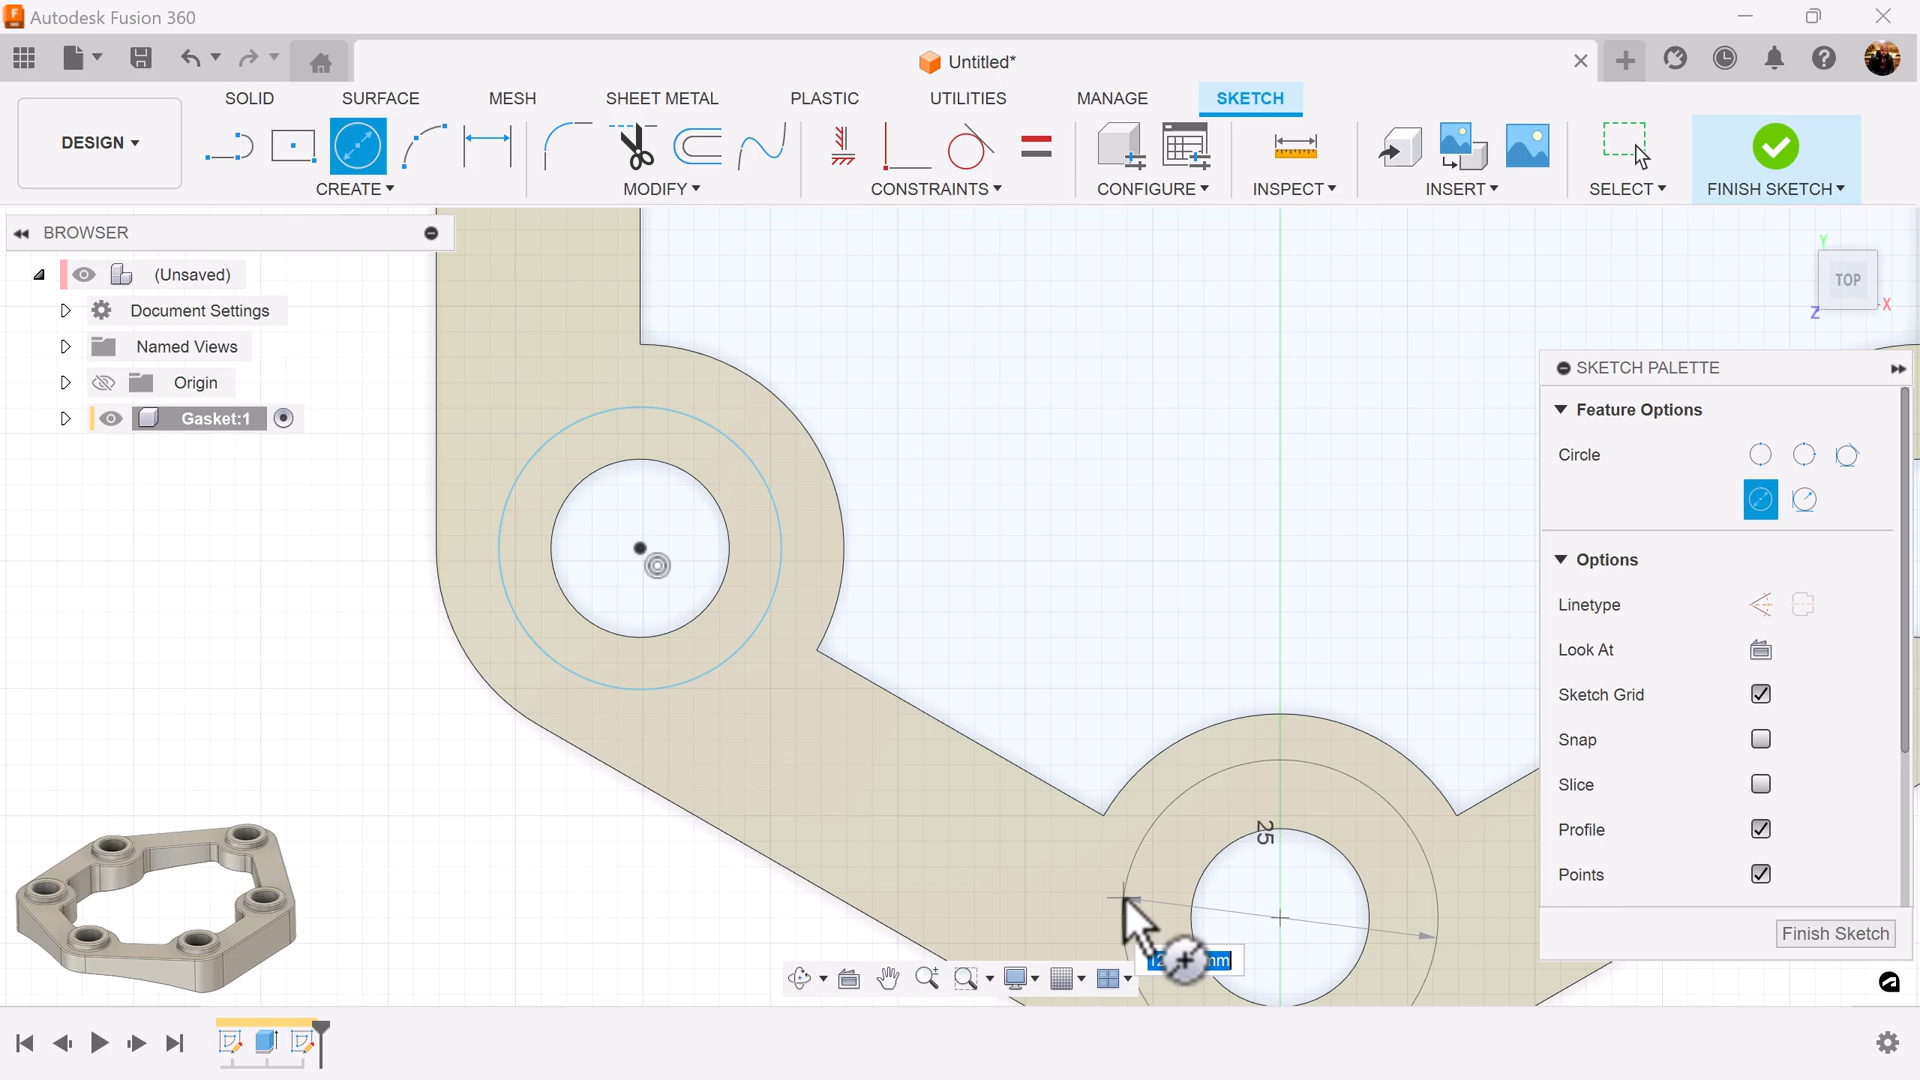 Autodesk Fusion 360
Untitled*
SOLID SURFACE MESH SHEET METAL PLASTIC UTILITIES MANAGE SKETCH
DESIGN
CREATE MODIFY CONSTRAINTS CONFIGURE INSPECT INSERT SELECT FINISH SKETCH
BROWSER
(Unsaved)
Document Settings
Named Views
Origin
Gasket:1
Y
TOP
X
Z
SKETCH PALETTE
Feature Options
Circle
Options
Linetype
Look At
Sketch Grid
Snap
Slice
Profile
Points
Finish Sketch
25